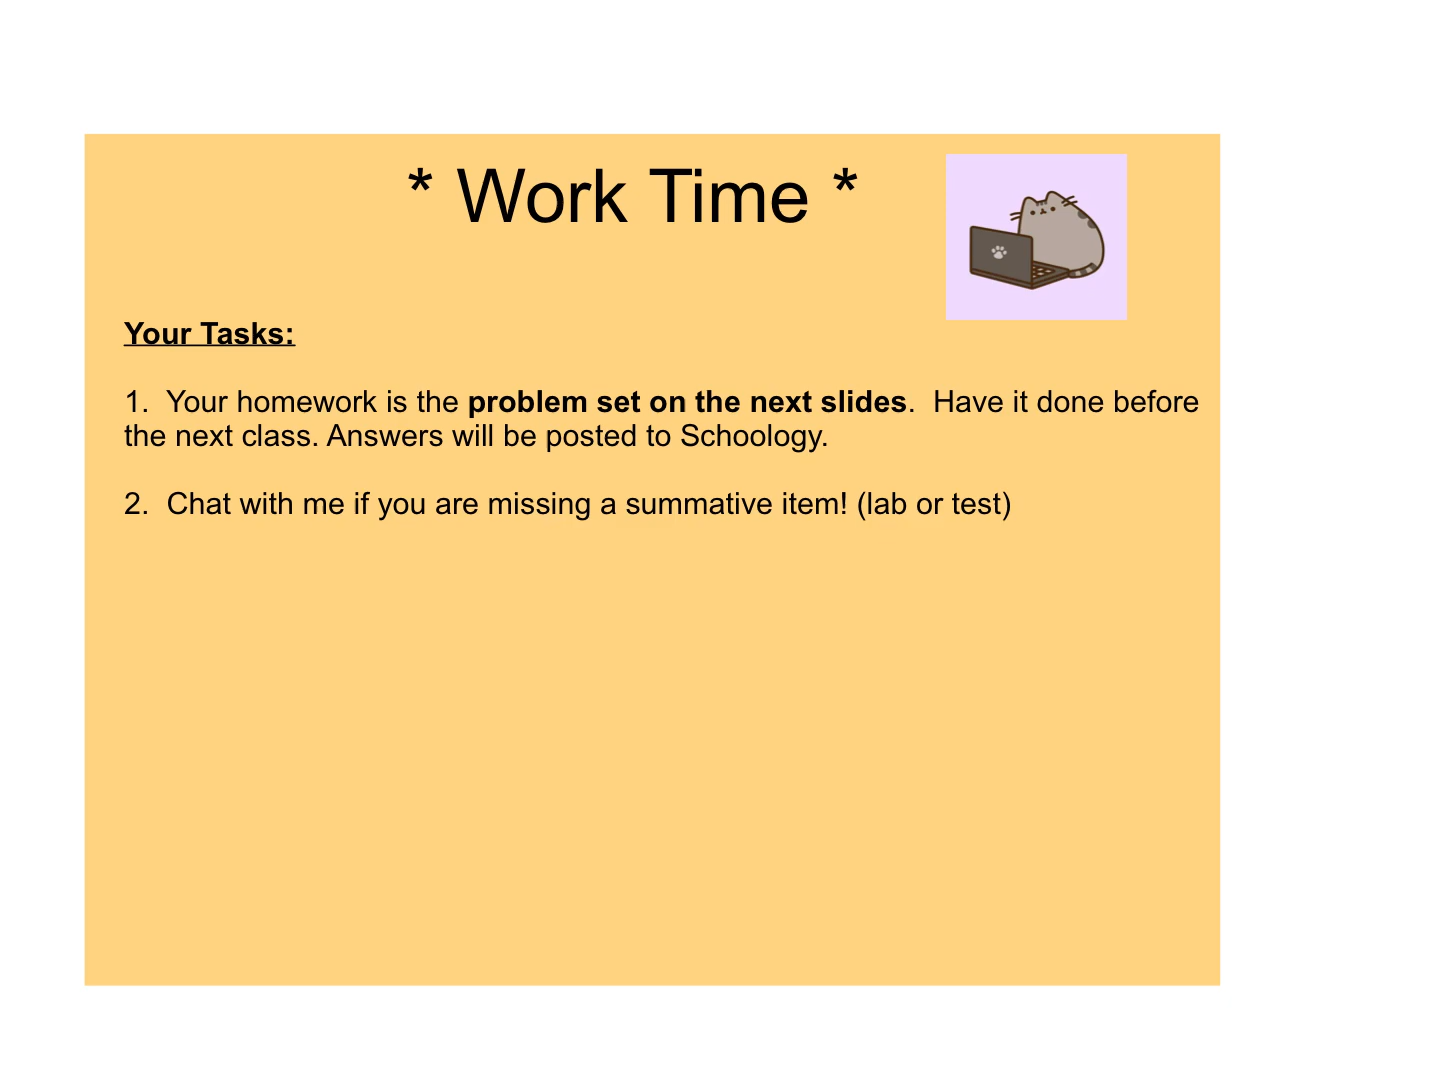 * Work Time *
Your Tasks:
1.  Your homework is the problem set on the next slides.  Have it done before
the next class. Answers will be posted to Schoology.
2.  Chat with me if you are missing a summative item! (lab or test)